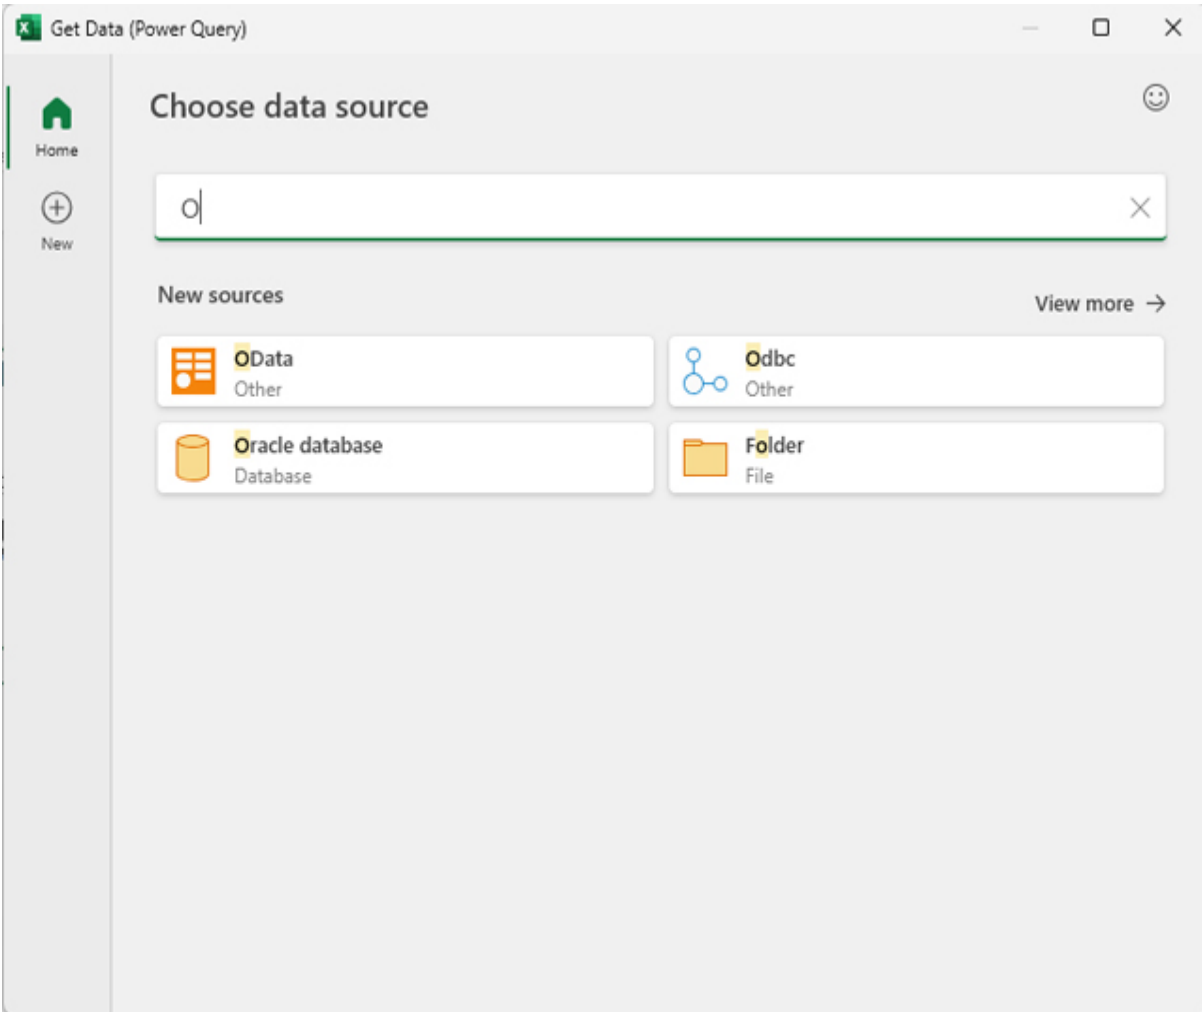 Get Data (Power Query)
Choose data source
Home
O
New
New sources
View more
OData
Other
Odbc
Other
Oracle database
Database
Folder
File